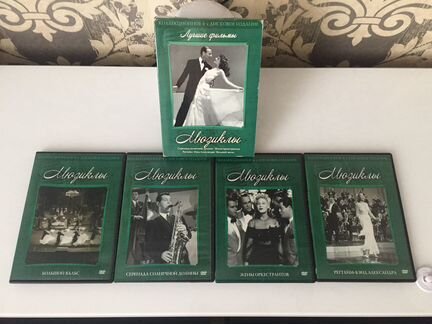 КОЛЛЕКЦИОННОЕ 4-ДИСКОВОЕ ИЗДАНИЕ
Лучшие фильмы
Мюзиклы
Мюзиклы
Мюзиклы
Мюзиклы
Мюзиклы
БОЛЬШОЙ ВАЛЬС
СЕРЕНАДА СОЛНЕЧНОЙ ДОЛИНЫ
ЖЕНЫ ОРКЕСТРАНТОВ
РЕГТАЙМ-БЭНД АЛЕКСАНДРА